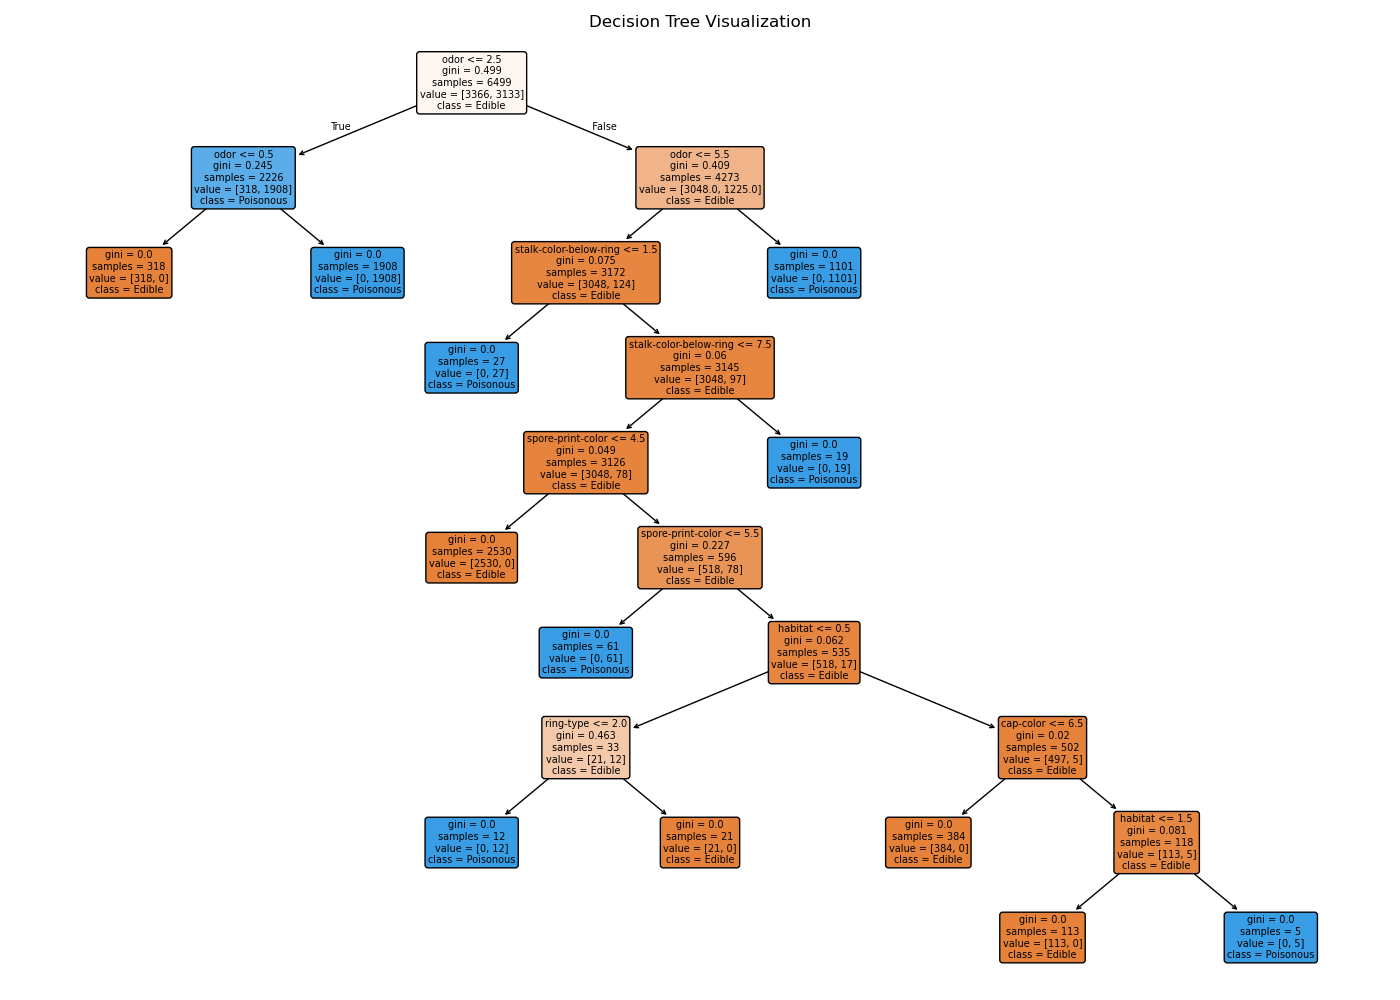 Decision Tree Visualization
odor <= 2.5
gini = 0.499
samples = 6499
value = [3366, 3133]
class = Edible
True
False
odor <= 0.5
gini = 0.245
samples = 2226
value = [318, 1908]
class = Poisonous
odor <= 5.5
gini = 0.409
samples = 4273
value = [3048.0, 1225.0]
class = Edible
gini = 0.0
samples = 318
value = [318, 0]
class = Edible
gini = 0.0
samples = 1908
value = [0, 1908]
class = Poisonous
stalk-color-below-ring <= 1.5
gini = 0.075
samples = 3172
value = [3048, 124]
class = Edible
gini = 0.0
samples = 1101
value = [0, 1101]
class = Poisonous
gini = 0.0
samples = 27
value = [0, 27]
class = Poisonous
stalk-color-below-ring <= 7.5
gini = 0.06
samples = 3145
value = [3048, 97]
class = Edible
spore-print-color <= 4.5
gini = 0.049
samples = 3126
value = [3048, 78]
class = Edible
gini = 0.0
samples = 19
value = [0, 19]
class = Poisonous
gini = 0.0
samples = 2530
value = [2530, 0]
class = Edible
spore-print-color <= 5.5
gini = 0.227
samples = 596
value = [518, 78]
class = Edible
gini = 0.0
samples = 61
value = [0, 61]
class = Poisonous
habitat <= 0.5
gini = 0.062
samples = 535
value = [518, 17]
class = Edible
ring-type <= 2.0
gini = 0.463
samples = 33
value = [21, 12]
class = Edible
cap-color <= 6.5
gini = 0.02
samples = 502
value = [497, 5]
class = Edible
gini = 0.0
samples = 12
value = [0, 12]
class = Poisonous
gini = 0.0
samples = 21
value = [21, 0]
class = Edible
gini = 0.0
samples = 384
value = [384, 0]
class = Edible
habitat <= 1.5
gini = 0.081
samples = 118
value = [113, 5]
class = Edible
gini = 0.0
samples = 113
value = [113, 0]
class = Edible
gini = 0.0
samples = 5
value = [0, 5]
class = Poisonous